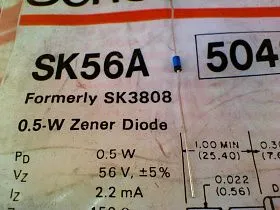 SK56A
504
Formerly SK3808
0.5-W Zener Diode
PD 0.5 W
VZ 56 V, ±5%
IZ 2.2 mA
1.00 MIN
(25.40)
0.022
(0.56)